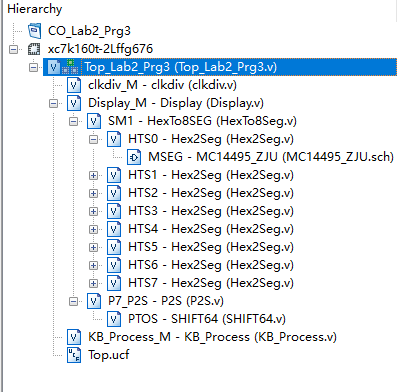 Hierarchy
CO_Lab2_Prg3
xc7k160t-2Lffg676
Top_Lab2_Prg3 (Top_Lab2_Prg3.v)
clkdiv_M - clkdiv (clkdiv.v)
Display_M - Display (Display.v)
SM1 - HexTo8SEG (HexTo8Seg.v)
HTS0 - Hex2Seg (Hex2Seg.v)
MSEG - MC14495_ZJU (MC14495_ZJU.sch)
HTS1 - Hex2Seg (Hex2Seg.v)
HTS2 - Hex2Seg (Hex2Seg.v)
HTS3 - Hex2Seg (Hex2Seg.v)
HTS4 - Hex2Seg (Hex2Seg.v)
HTS5 - Hex2Seg (Hex2Seg.v)
HTS6 - Hex2Seg (Hex2Seg.v)
HTS7 - Hex2Seg (Hex2Seg.v)
P7_P2S - P2S (P2S.v)
PTOS - SHIFT64 (SHIFT64.v)
KB_Process_M - KB_Process (KB_Process.v)
Top.ucf